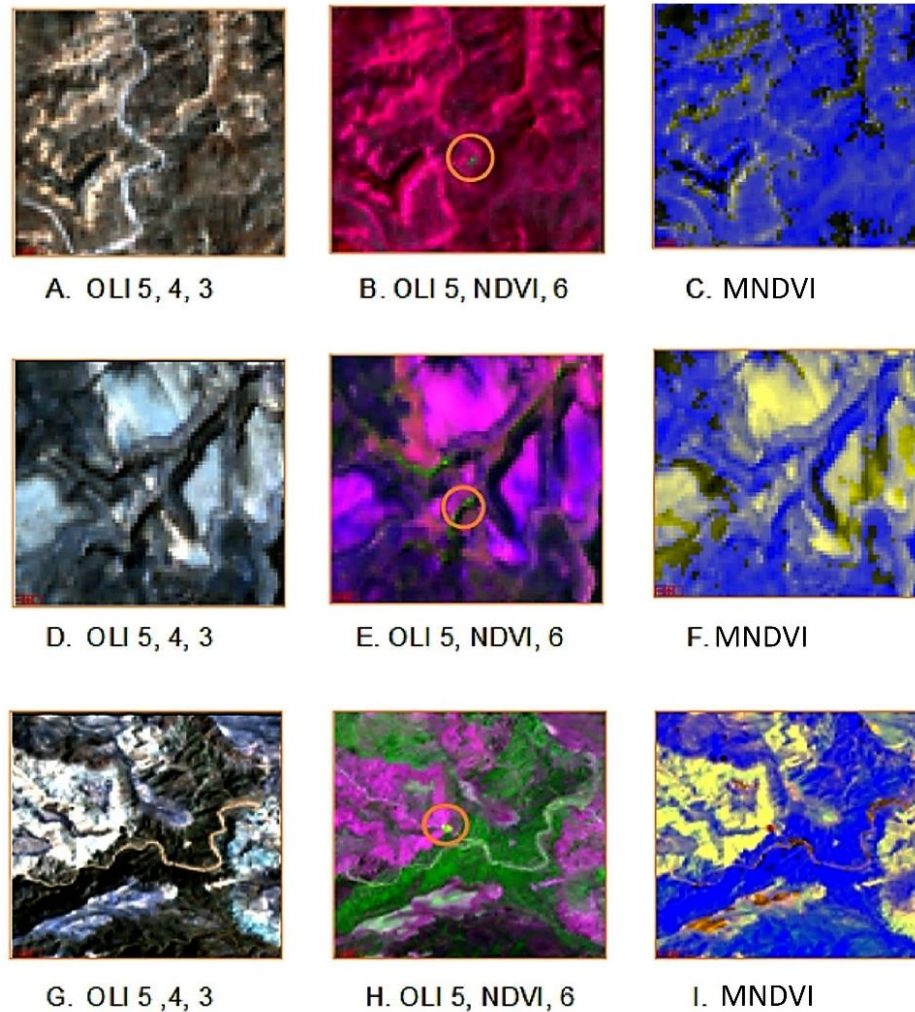 A. OLI 5, 4, 3
B. OLI 5, NDVI, 6
C. MNDVI
D. OLI 5, 4, 3
E. OLI 5, NDVI, 6
F. MNDVI
G. OLI 5 ,4, 3
H. OLI 5, NDVI, 6
I. MNDVI